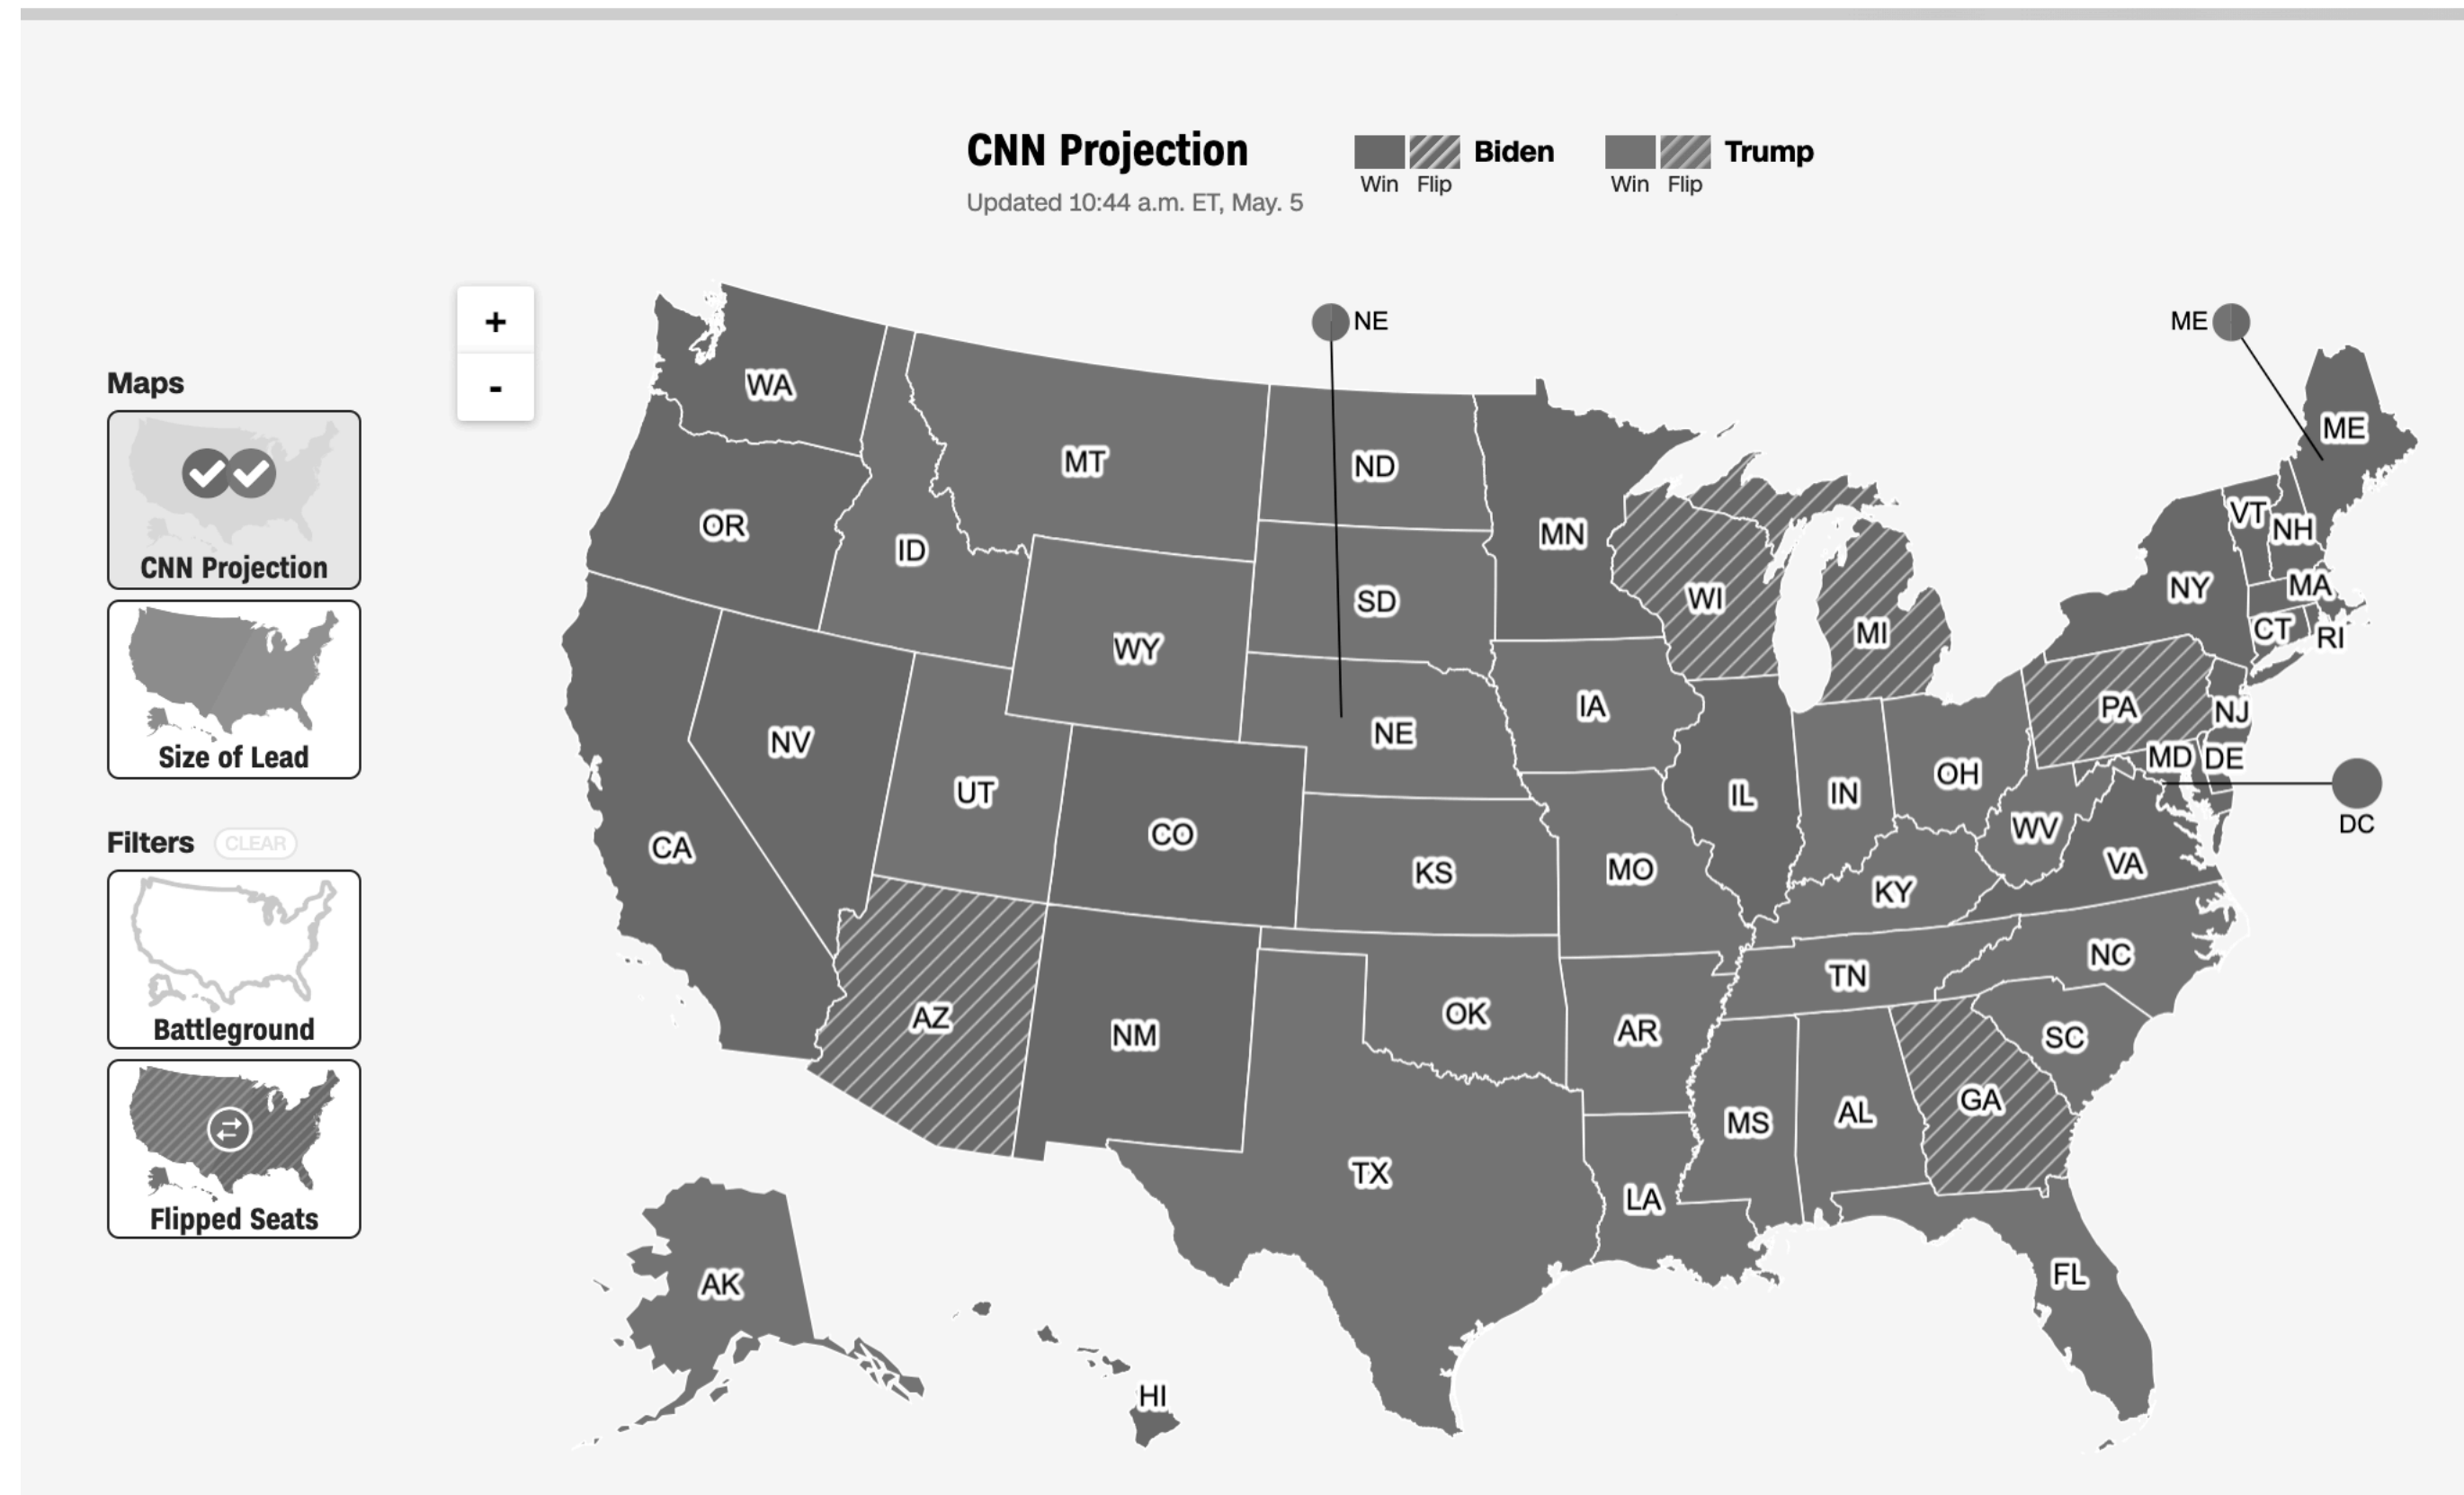 CNN Projection
Updated 10:44 a.m. ET, May. 5
Biden
Win Flip
Trump
Win Flip
+
-
Maps
CNN Projection
Size of Lead
Filters CLEAR
Battleground
Flipped Seats
NE
ME
WA
MT
ND
ME
OR
ID
MN
VT
NH
SD
WI
MI
NY
MA
WY
CT
RI
NV
NE
IA
PA
NJ
UT
CO
IL
IN
OH
MD
DE
CA
KS
MO
KY
WV
VA
DC
AZ
NM
OK
AR
TN
NC
SC
TX
LA
MS
AL
GA
AK
HI
FL